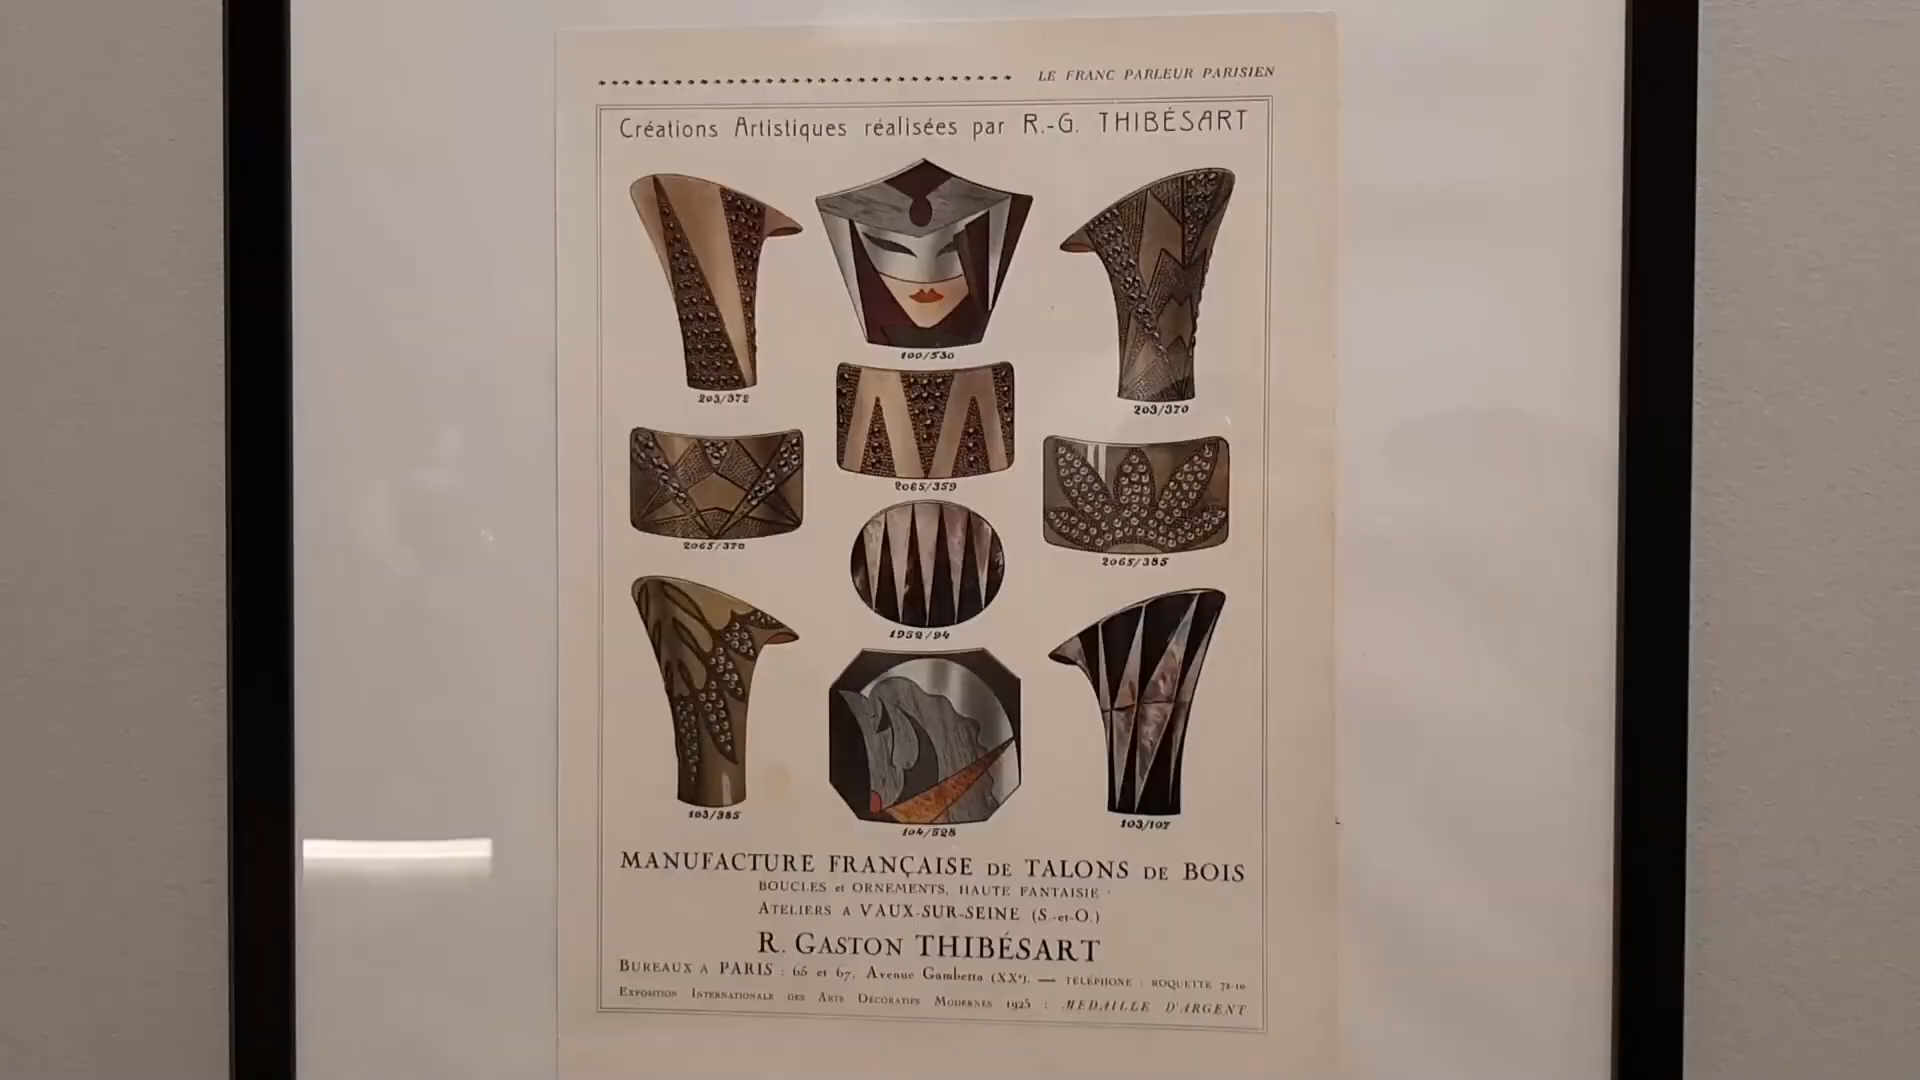 LE FRANC PARLEUR PARISIEN
Créations Artistiques réalisées par R.-G. THIBÉSART
100/530
203/372
203/370
2065/359
2065/370
2065/385
1952/94
103/385
104/528
103/107
MANUFACTURE FRANÇAISE DE TALONS DE BOIS
BOUCLES et ORNEMENTS, HAUTE FANTAISIE
ATELIERS A VAUX-SUR-SEINE (S.-et-O.)
R. GASTON THIBÉSART
BUREAUX A PARIS : 65 et 67, Avenue Gambetta (XXe). — TÉLÉPHONE : ROQUETTE 72-10
EXPOSITION INTERNATIONALE DES ARTS DÉCORATIFS MODERNES 1925 : MÉDAILLE D'ARGENT